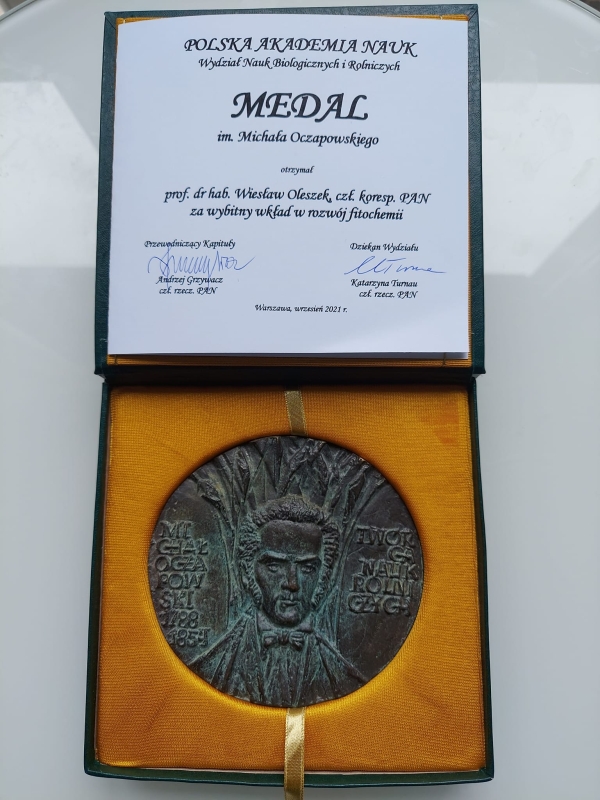 POLSKA AKADEMIA NAUK
Wydział Nauk Biologicznych i Rolniczych
MEDAL
im. Michała Oczapowskiego
otrzymał
prof. dr hab. Wiesław Oleszek, czł. koresp. PAN
za wybitny wkład w rozwój fitochemii
Przewodniczący Kapituły
Andrzej Grzywacz
czł. rzecz. PAN
Dziekan Wydziału
Katarzyna Turnau
czł. rzecz. PAN
Warszawa, wrzesień 2021 r.
MI
CHAŁ
OCZA
POW
SKI
1788
1854
TWÓR
CA
NAUK
ROLNI
CZYCH